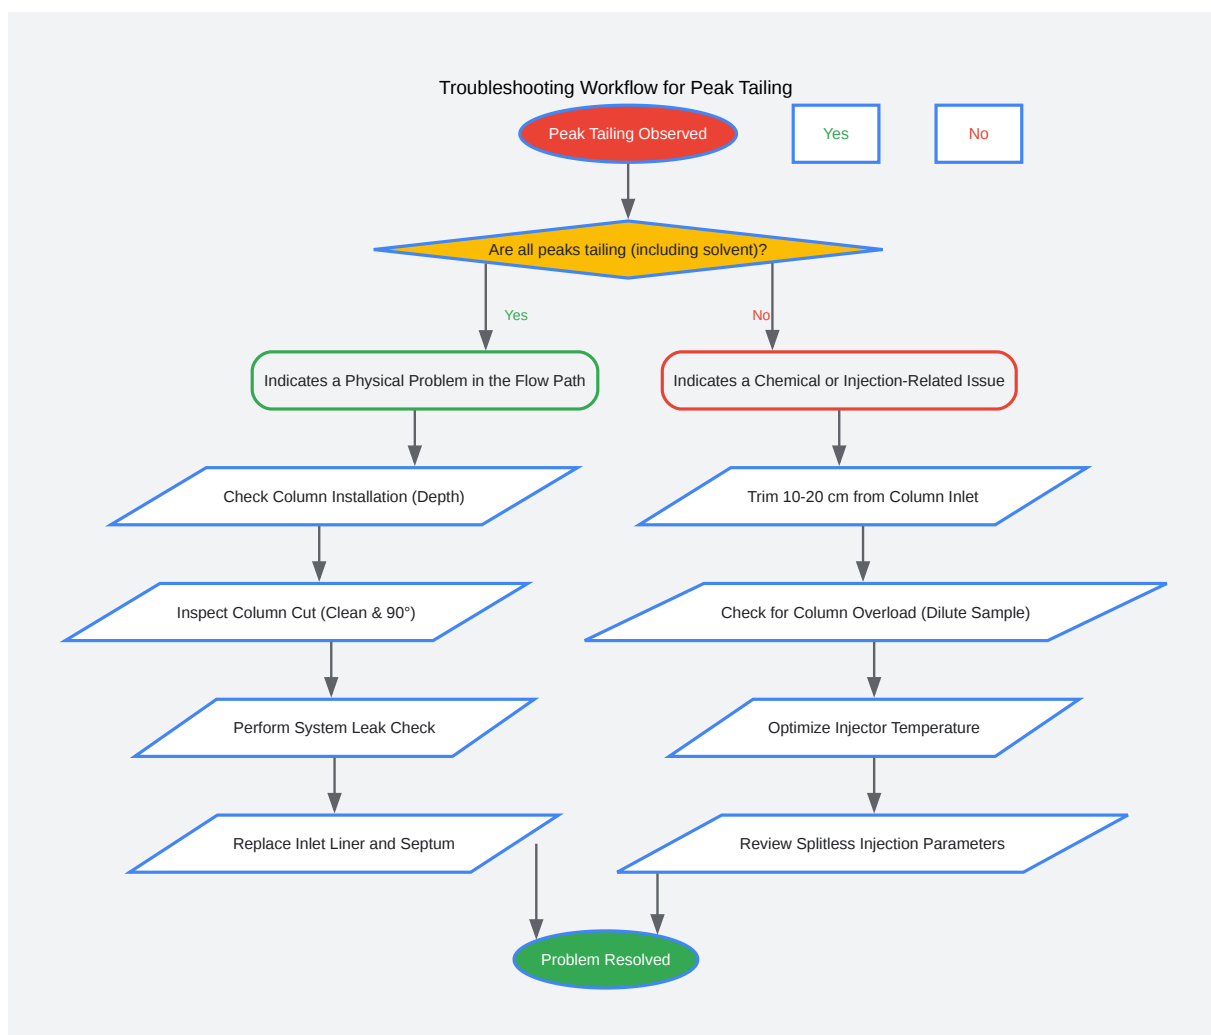 Troubleshooting Workflow for Peak Tailing
Peak Tailing Observed
Yes
No
Are all peaks tailing (including solvent)?
Yes
No
Indicates a Physical Problem in the Flow Path
Indicates a Chemical or Injection-Related Issue
Check Column Installation (Depth)
Trim 10-20 cm from Column Inlet
Inspect Column Cut (Clean & 90°)
Check for Column Overload (Dilute Sample)
Perform System Leak Check
Optimize Injector Temperature
Replace Inlet Liner and Septum
Review Splitless Injection Parameters
Problem Resolved